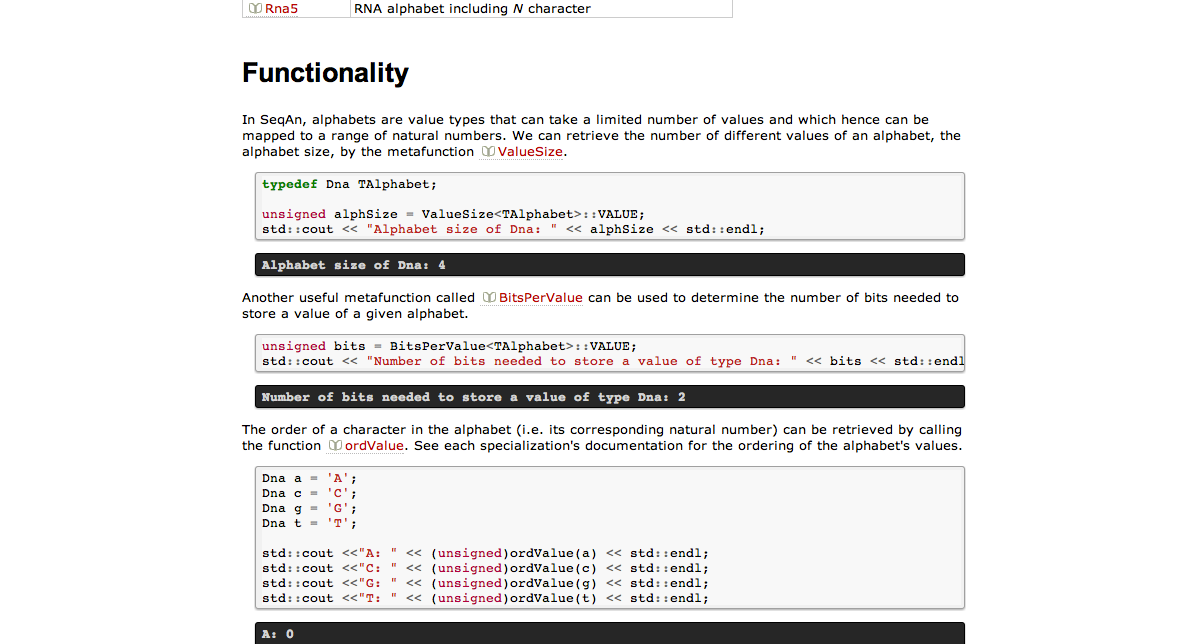 Rna5 RNA alphabet including N character
Functionality
In SeqAn, alphabets are value types that can take a limited number of values and which hence can be
mapped to a range of natural numbers. We can retrieve the number of different values of an alphabet, the
alphabet size, by the metafunction ValueSize.
typedef Dna TAlphabet;
unsigned alphSize = ValueSize<TAlphabet>::VALUE;
std::cout << "Alphabet size of Dna: " << alphSize << std::endl;
Alphabet size of Dna: 4
Another useful metafunction called BitsPerValue can be used to determine the number of bits needed to
store a value of a given alphabet.
unsigned bits = BitsPerValue<TAlphabet>::VALUE;
std::cout << "Number of bits needed to store a value of type Dna: " << bits << std::endl
Number of bits needed to store a value of type Dna: 2
The order of a character in the alphabet (i.e. its corresponding natural number) can be retrieved by calling
the function ordValue. See each specialization's documentation for the ordering of the alphabet's values.
Dna a = 'A';
Dna c = 'C';
Dna g = 'G';
Dna t = 'T';
std::cout <<"A: " << (unsigned)ordValue(a) << std::endl;
std::cout <<"C: " << (unsigned)ordValue(c) << std::endl;
std::cout <<"G: " << (unsigned)ordValue(g) << std::endl;
std::cout <<"T: " << (unsigned)ordValue(t) << std::endl;
A: 0